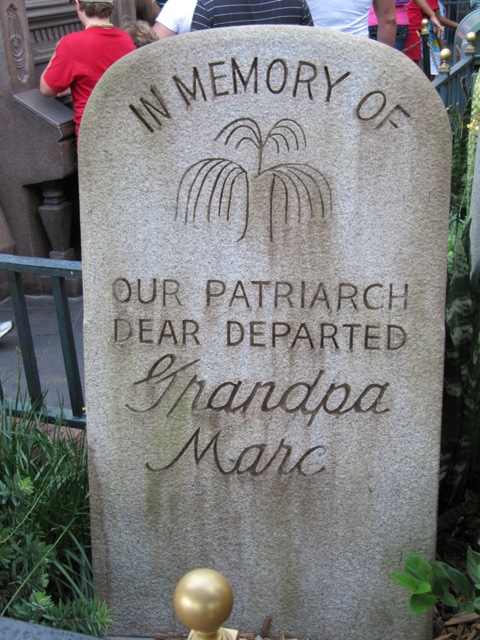 IN MEMORY OF
OUR PATRIARCH
DEAR DEPARTED
Grandpa
Marc